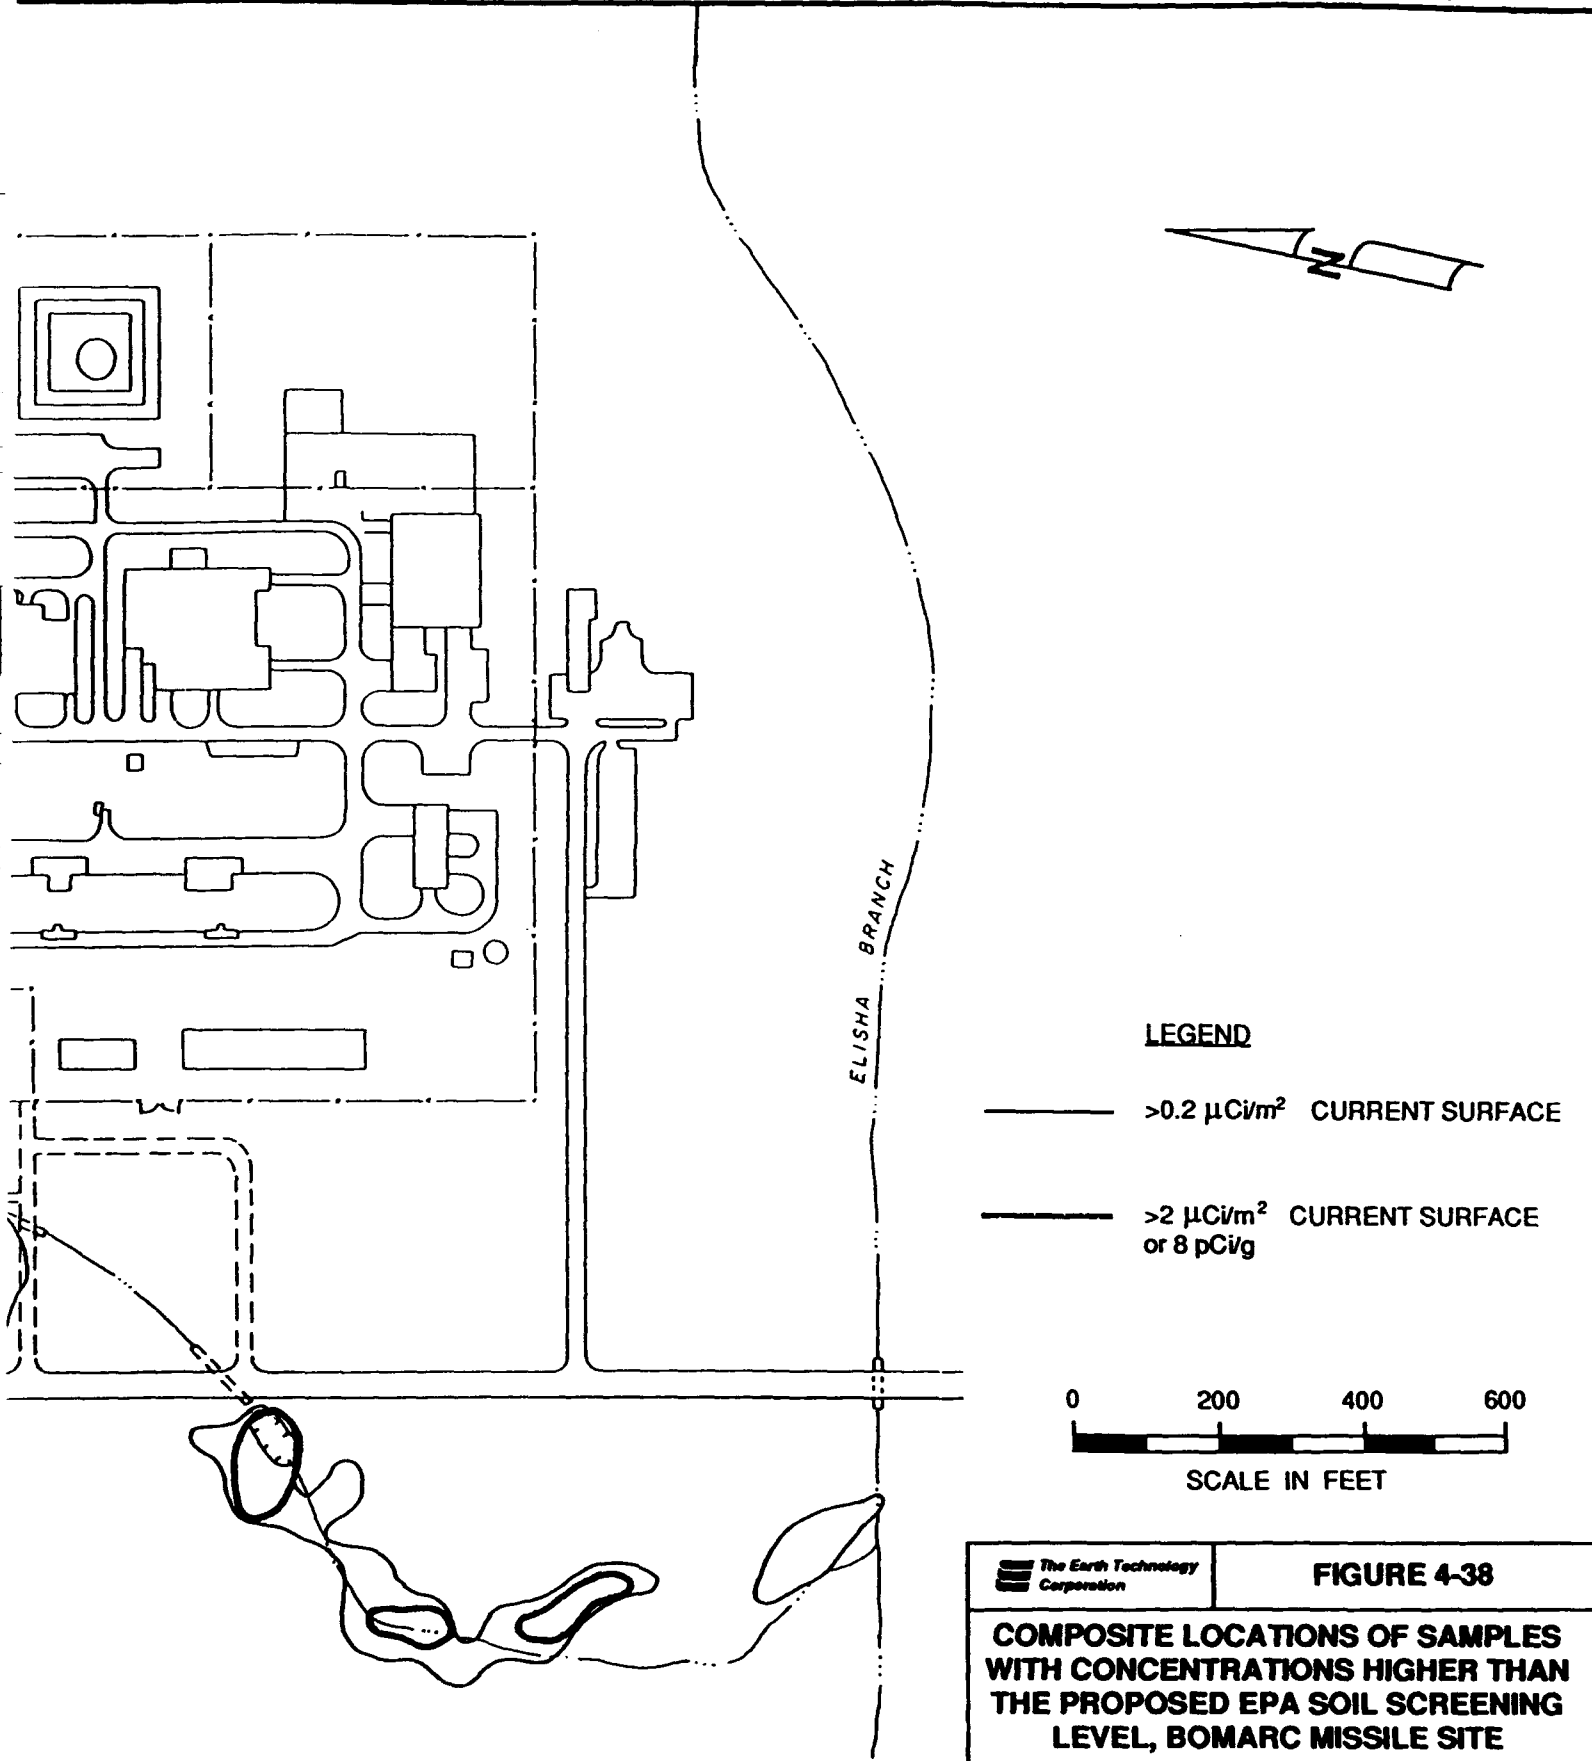 N
ELISHA BRANCH
LEGEND
>0.2 μCi/m² CURRENT SURFACE
>2 μCi/m² CURRENT SURFACE
or 8 pCi/g
0 200 400 600
SCALE IN FEET
The Earth Technology
Corporation
FIGURE 4-38
COMPOSITE LOCATIONS OF SAMPLES
WITH CONCENTRATIONS HIGHER THAN
THE PROPOSED EPA SOIL SCREENING
LEVEL, BOMARC MISSILE SITE